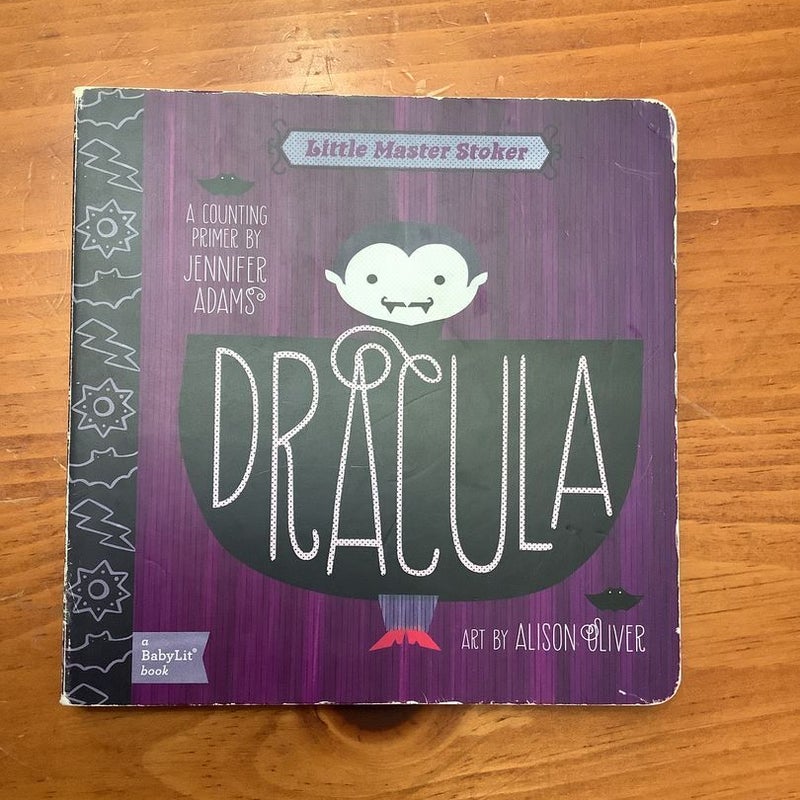 Little Master Stoker
A COUNTING
PRIMER BY
JENNIFER
ADAMS
DRACULA
ART BY ALISON OLIVER
a
BabyLit®
book